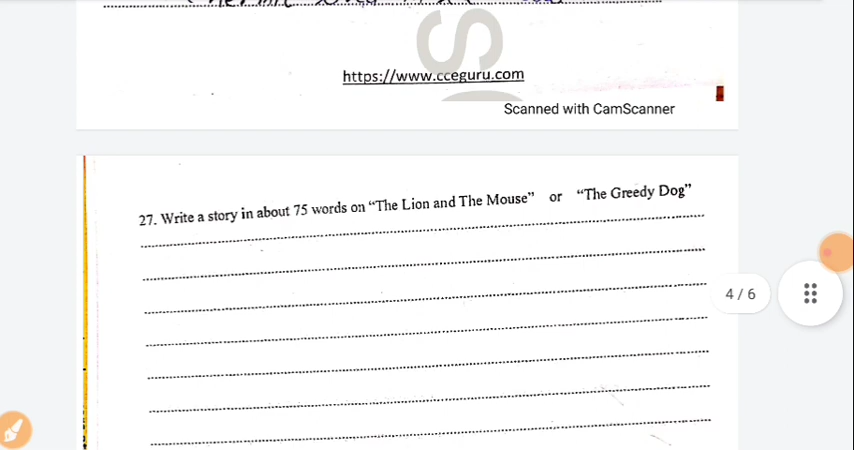 https://www.cceguru.com
Scanned with CamScanner
27. Write a story in about 75 words on “The Lion and The Mouse” or “The Greedy Dog”
4 / 6